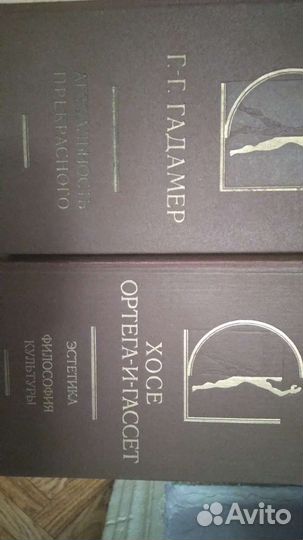 Г.-Г. ГАДАМЕР
АКТУАЛЬНОСТЬ
ПРЕКРАСНОГО
ХОСЕ
ОРТЕГА-И-ГАССЕТ
ЭСТЕТИКА
ФИЛОСОФИЯ
КУЛЬТУРЫ
Avito